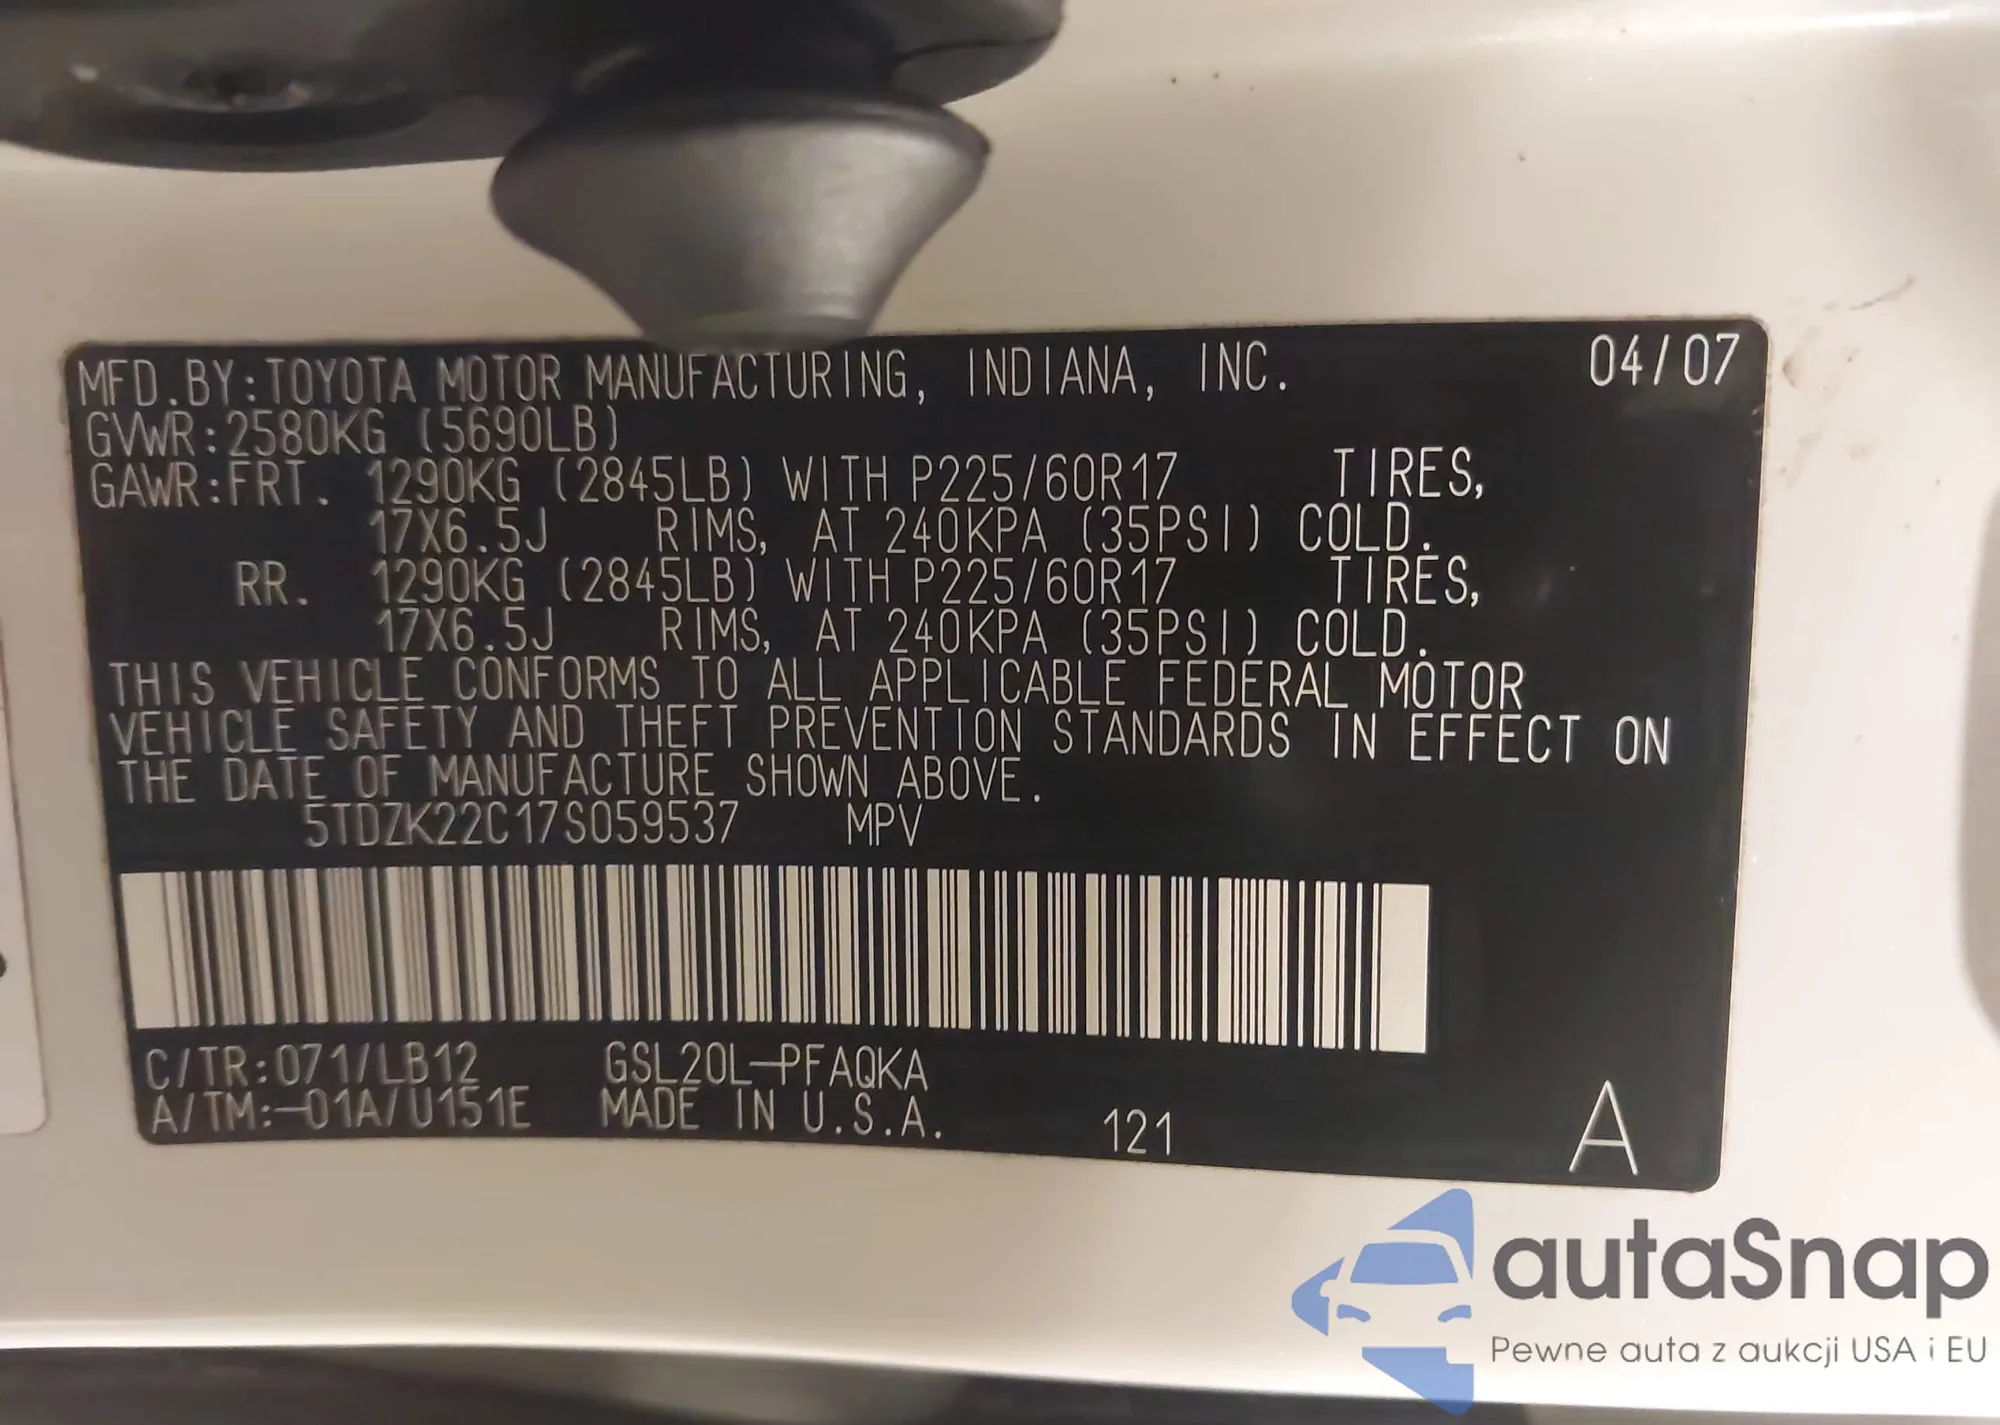 MFD.BY:TOYOTA MOTOR MANUFACTURING, INDIANA, INC. 04/07
GVWR:2580KG (5690LB)
GAWR:FRT. 1290KG (2845LB) WITH P225/60R17 TIRES,
17X6.5J RIMS, AT 240KPA (35PSI) COLD.
RR. 1290KG (2845LB) WITH P225/60R17 TIRES,
17X6.5J RIMS, AT 240KPA (35PSI) COLD.
THIS VEHICLE CONFORMS TO ALL APPLICABLE FEDERAL MOTOR
VEHICLE SAFETY AND THEFT PREVENTION STANDARDS IN EFFECT ON
THE DATE OF MANUFACTURE SHOWN ABOVE.
5TDZK22C17S059537 MPV
C/TR:071/LB12 GSL20L-PFAQKA
A/TM:-01A/U151E MADE IN U.S.A. 121 A
autaSnap
Pewne auta z aukcji USA i EU